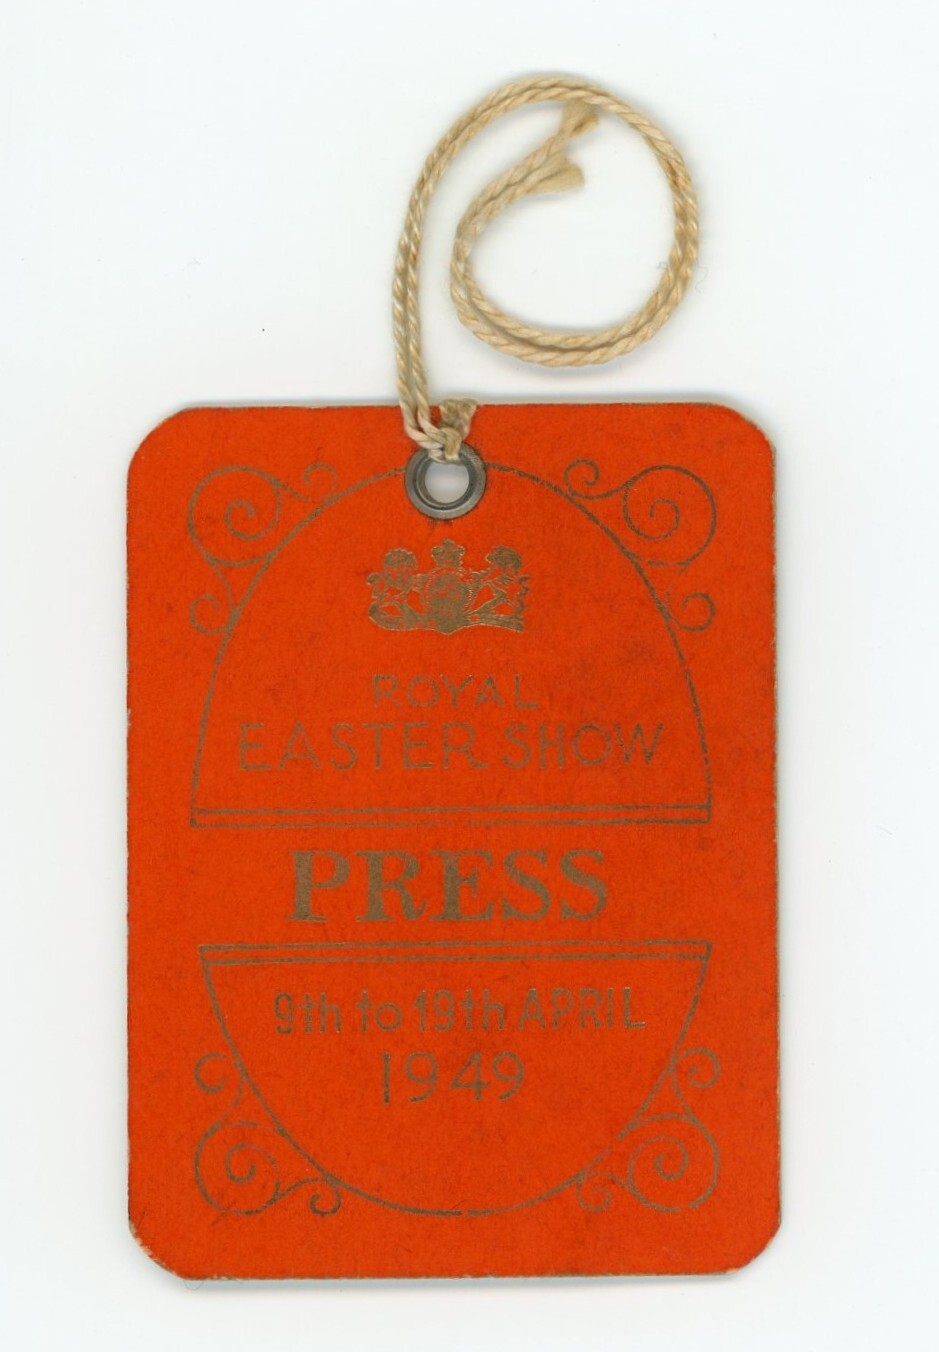 ROYAL
EASTER SHOW
PRESS
9th to 19th APRIL
1949